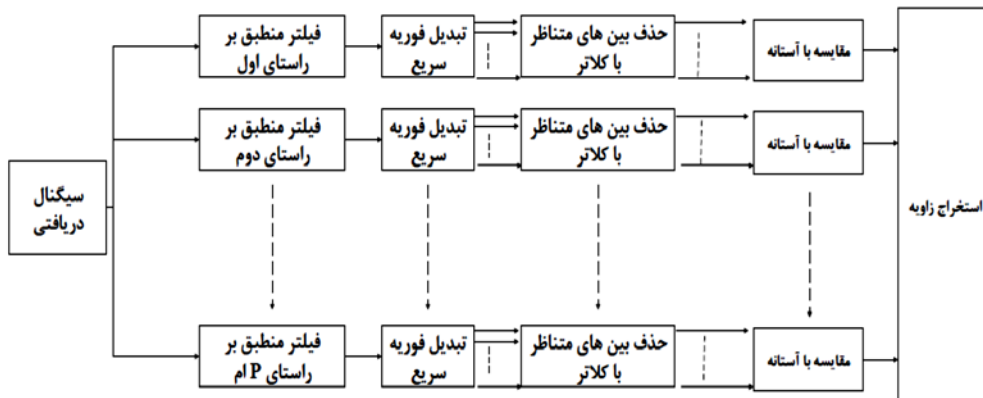 سیگنال
دریافتی
فیلتر منطبق بر
راستای اول
تبدیل فوریه
سریع
حذف بین های متناظر
با کلاتر
مقایسه با آستانه
فیلتر منطبق بر
راستای دوم
تبدیل فوریه
سریع
حذف بین های متناظر
با کلاتر
مقایسه با آستانه
فیلتر منطبق بر
راستای P ام
تبدیل فوریه
سریع
حذف بین های متناظر
با کلاتر
مقایسه با آستانه
استخراج زاویه